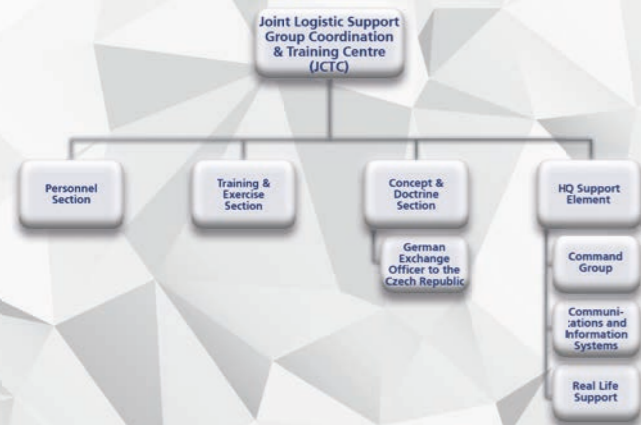 Joint Logistic Support
Group Coordination
& Training Centre
(JCTC)
Personnel
Section
Training &
Exercise
Section
Concept &
Doctrine
Section
HQ Support
Element
German
Exchange
Officer to the
Czech Republic
Command
Group
Communi-
cations and
Information
Systems
Real Life
Support